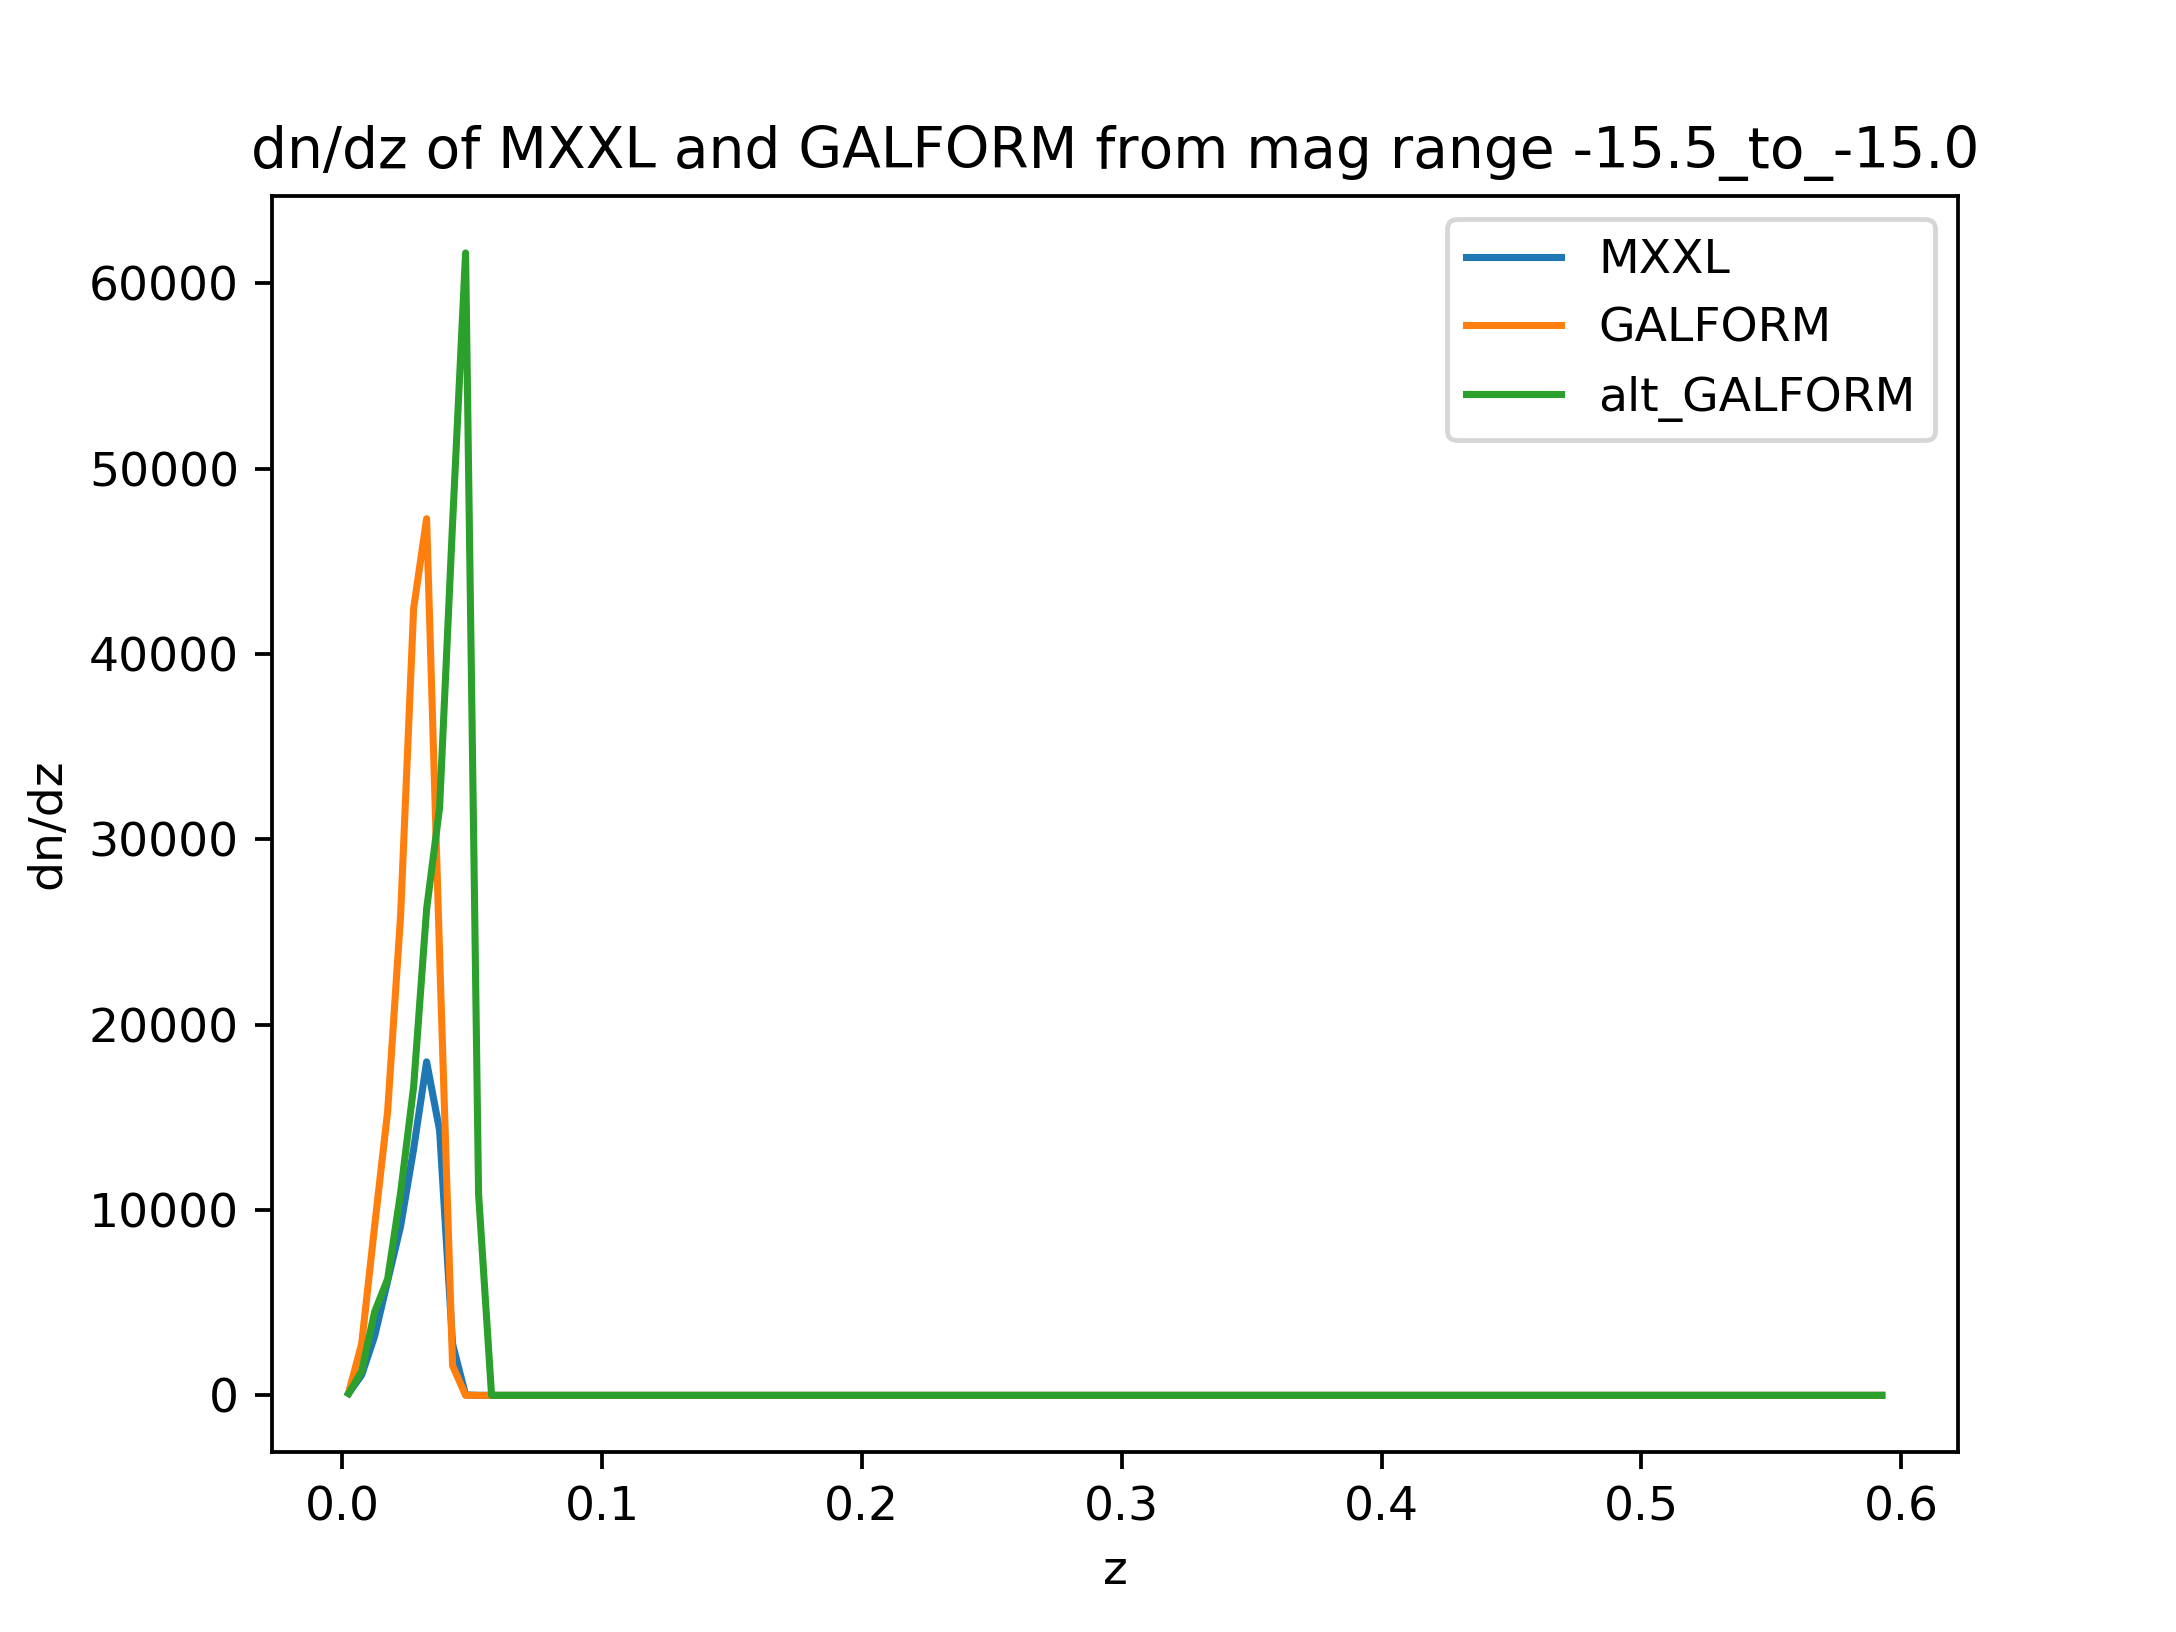 dn/dz of MXXL and GALFORM from mag range -15.5_to_-15.0
MXXL
GALFORM
alt_GALFORM
60000
50000
40000
30000
20000
10000
0
dn/dz
0.0 0.1 0.2 0.3 0.4 0.5 0.6
z